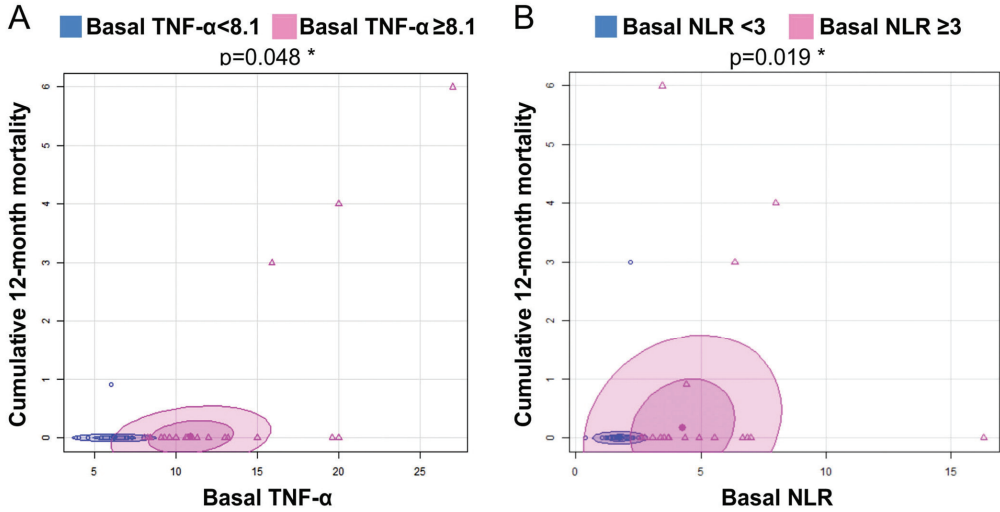 A
Basal TNF-α<8.1 Basal TNF-α≥8.1
p=0.048 *
Cumulative 12-month mortality
6
5
4
3
2
1
0
5 10 15 20 25
Basal TNF-α
B
Basal NLR <3 Basal NLR ≥3
p=0.019 *
Cumulative 12-month mortality
6
5
4
3
2
1
0
0 5 10 15
Basal NLR